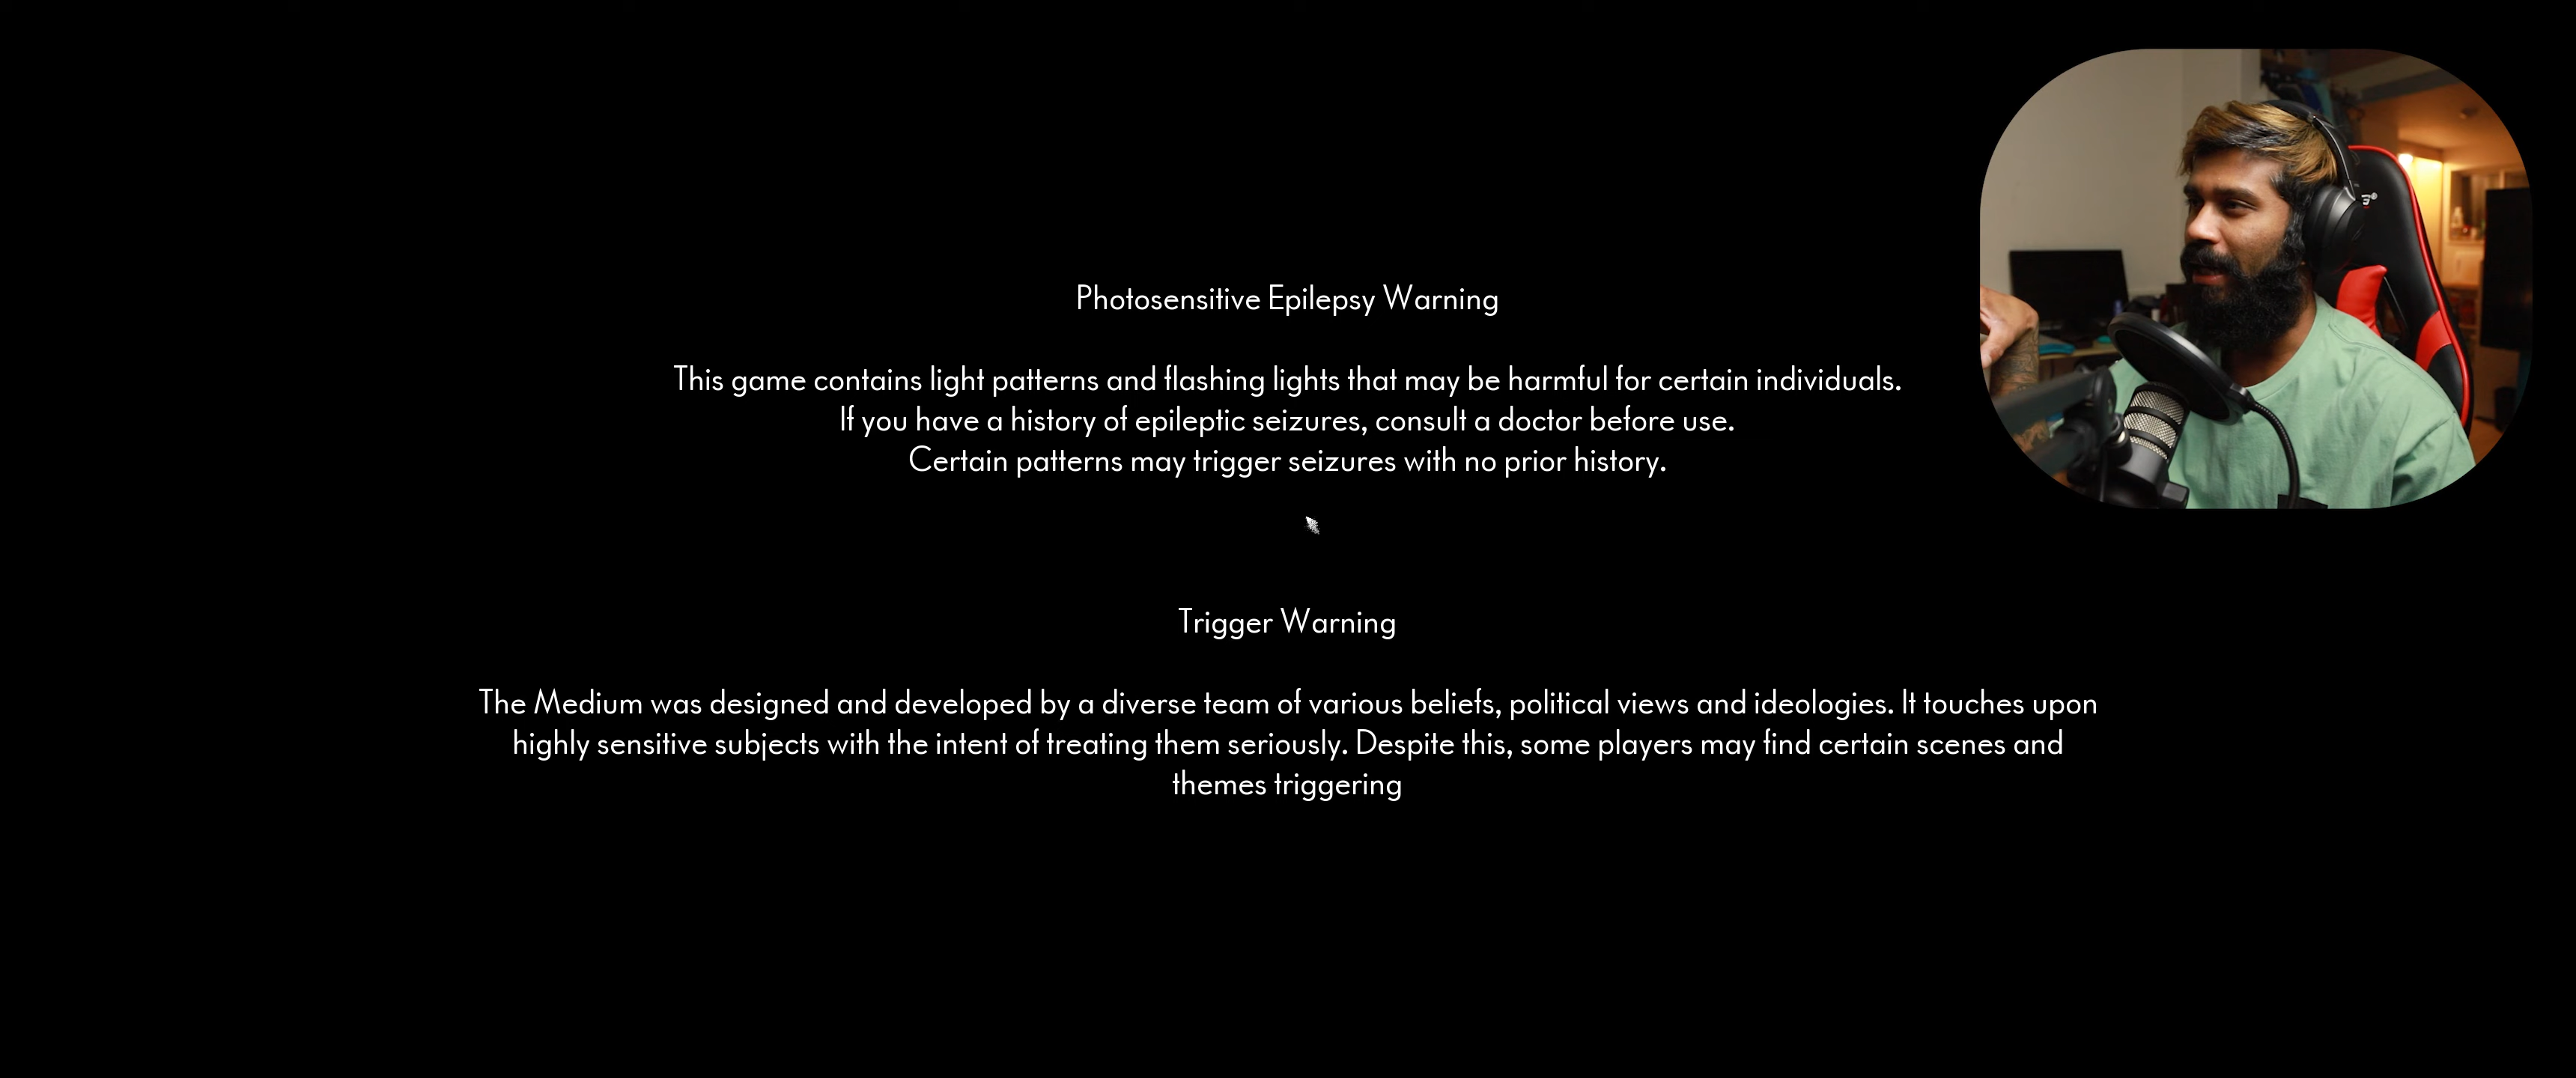 Photosensitive Epilepsy Warning
This game contains light patterns and flashing lights that may be harmful for certain individuals.
If you have a history of epileptic seizures, consult a doctor before use.
Certain patterns may trigger seizures with no prior history.
Trigger Warning
The Medium was designed and developed by a diverse team of various beliefs, political views and ideologies. It touches upon
highly sensitive subjects with the intent of treating them seriously. Despite this, some players may find certain scenes and
themes triggering